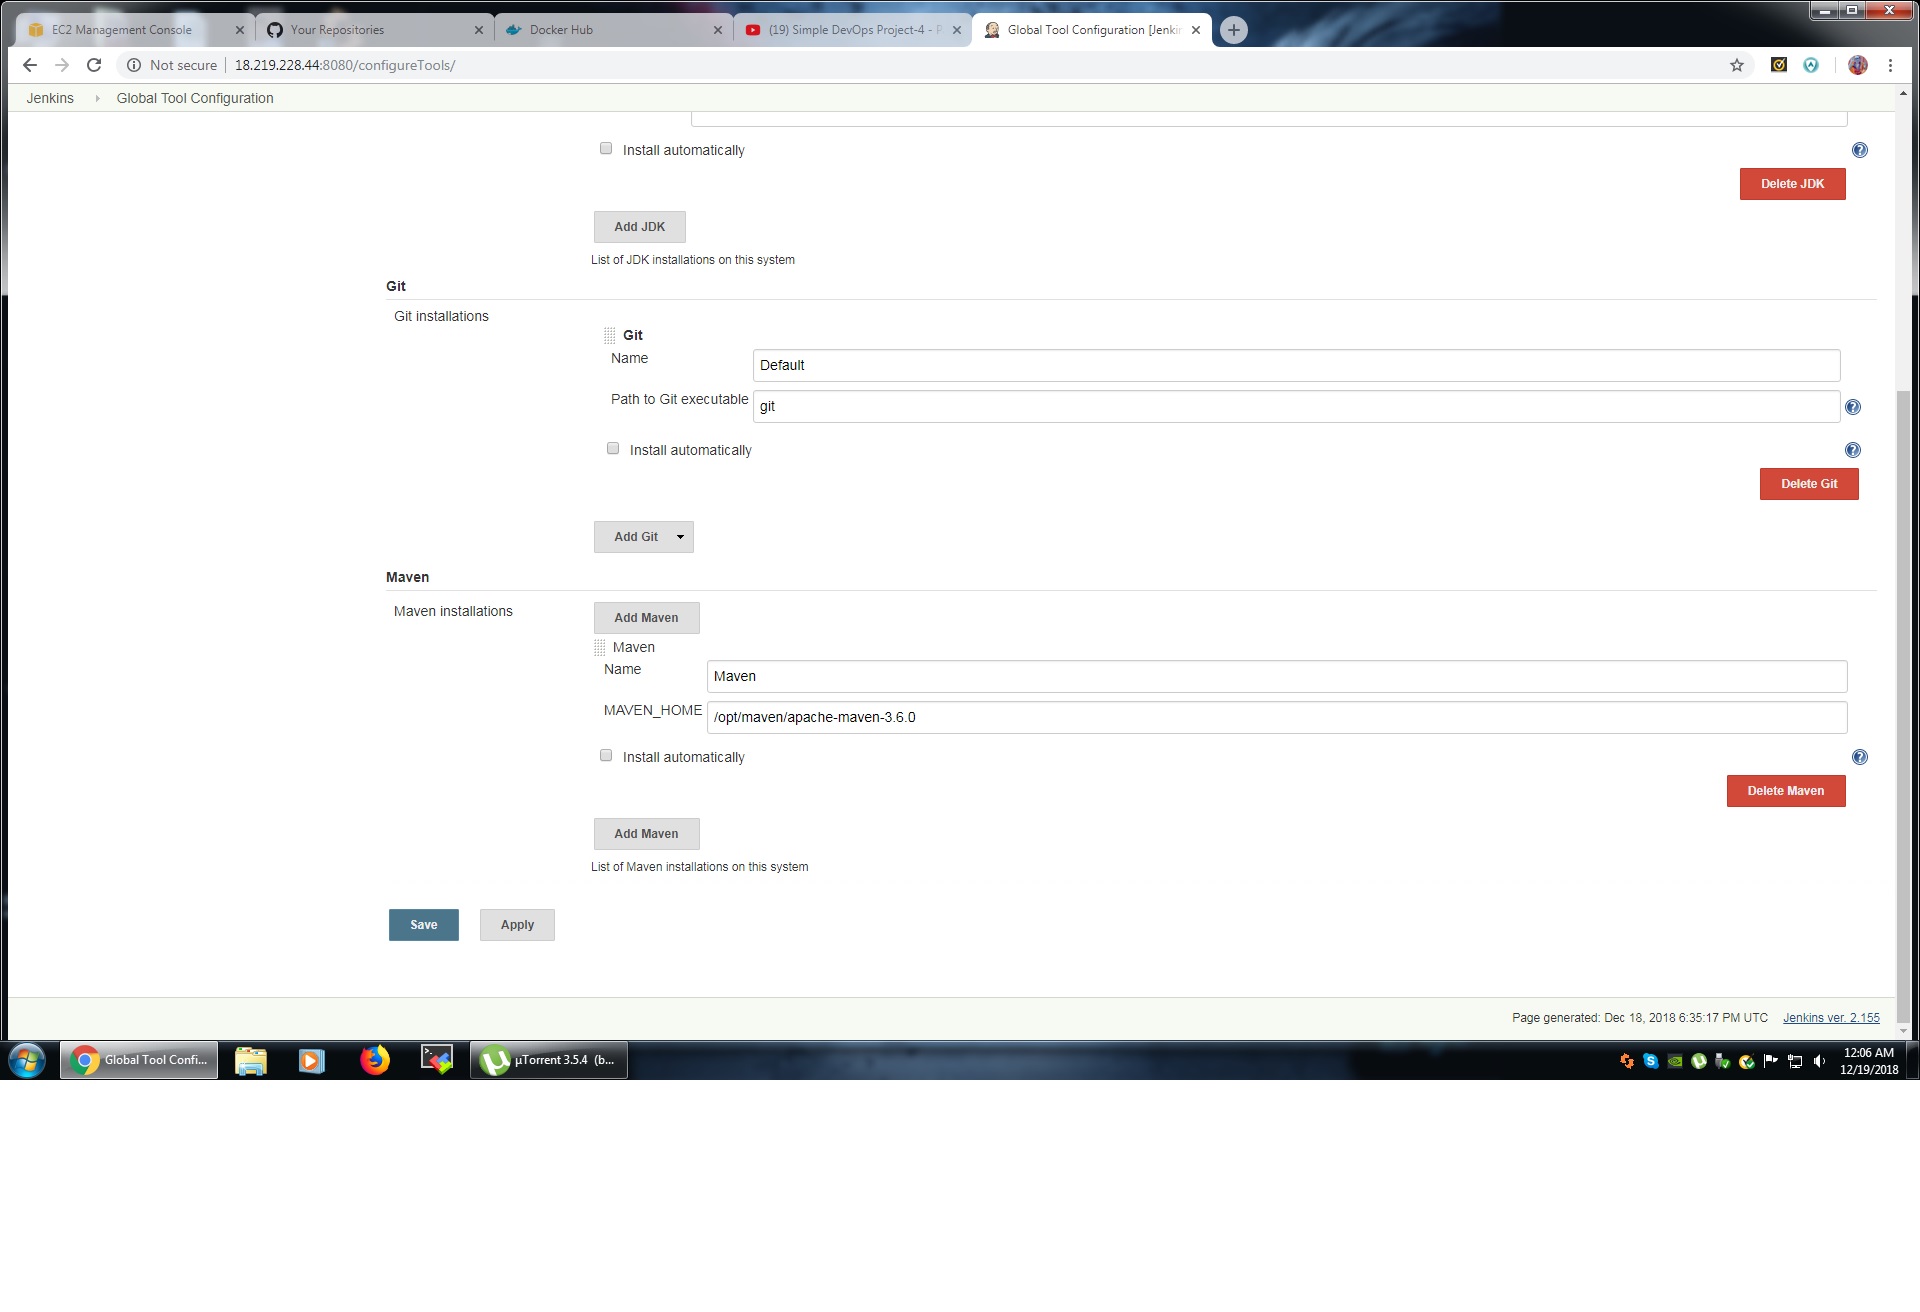 EC2 Management Console
Your Repositories
Docker Hub
(19) Simple DevOps Project-4 - P
Global Tool Configuration [Jenki
Not secure
18.219.228.44:8080/configureTools/
Jenkins
Global Tool Configuration
Install automatically
Delete JDK
Add JDK
List of JDK installations on this system
Git
Git installations
Git
Name
Default
Path to Git executable
git
Install automatically
Delete Git
Add Git
Maven
Maven installations
Add Maven
Maven
Name
Maven
MAVEN_HOME
/opt/maven/apache-maven-3.6.0
Install automatically
Delete Maven
Add Maven
List of Maven installations on this system
Save
Apply
Page generated: Dec 18, 2018 6:35:17 PM UTC
Jenkins ver. 2.155
Global Tool Confi...
µTorrent 3.5.4 (b...
12:06 AM
12/19/2018